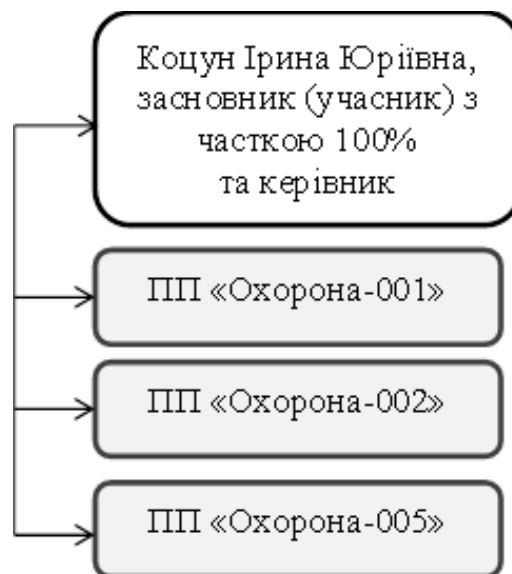 Коцун Ірина Юріївна,
засновник (учасник) з
часткою 100%
та керівник
ПП «Охорона-001»
ПП «Охорона-002»
ПП «Охорона-005»